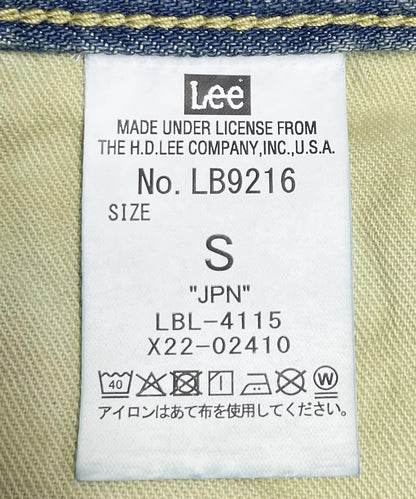 Lee
MADE UNDER LICENSE FROM
THE H.D.LEE COMPANY,INC.,U.S.A.
No. LB9216
SIZE
S
"JPN"
LBL-4115
X22-02410
40 W
アイロンはあて布を使用してください。